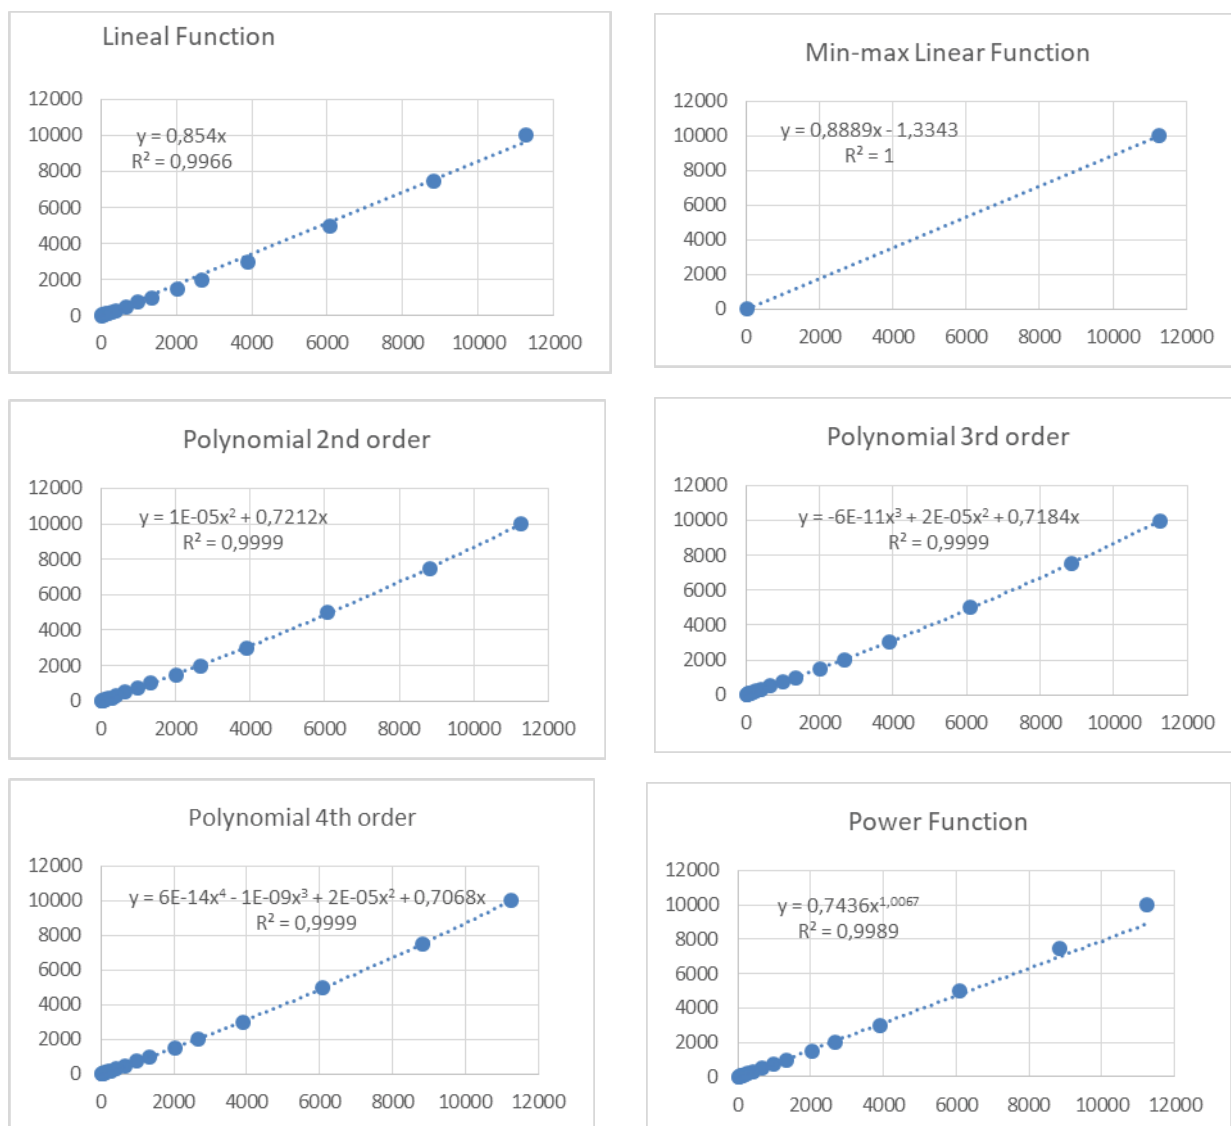 Lineal Function
12000
10000
8000
6000
4000
2000
0
y = 0,854x
R² = 0,9966
0 2000 4000 6000 8000 10000 12000
Min-max Linear Function
12000
10000
8000
6000
4000
2000
0
y = 0,8889x - 1,3343
R² = 1
0 2000 4000 6000 8000 10000 12000
Polynomial 2nd order
12000
10000
8000
6000
4000
2000
0
y = 1E-05x² + 0,7212x
R² = 0,9999
0 2000 4000 6000 8000 10000 12000
Polynomial 3rd order
12000
10000
8000
6000
4000
2000
0
y = -6E-11x³ + 2E-05x² + 0,7184x
R² = 0,9999
0 2000 4000 6000 8000 10000 12000
Polynomial 4th order
12000
10000
8000
6000
4000
2000
0
y = 6E-14x⁴ - 1E-09x³ + 2E-05x² + 0,7068x
R² = 0,9999
0 2000 4000 6000 8000 10000 12000
Power Function
12000
10000
8000
6000
4000
2000
0
y = 0,7436x^1,0067
R² = 0,9989
0 2000 4000 6000 8000 10000 12000